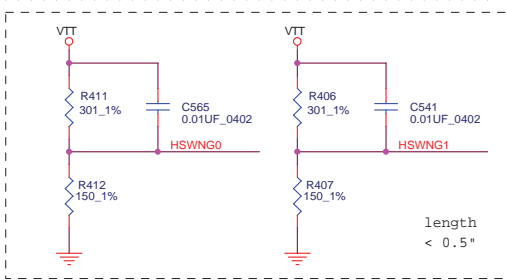 VTT
R411
301_1%
C565
0.01UF_0402
HSWNG0
R412
150_1%
VTT
R406
301_1%
C541
0.01UF_0402
HSWNG1
R407
150_1%
length
< 0.5"